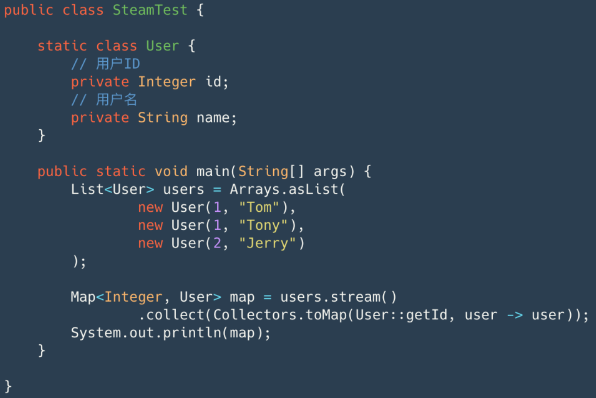 public class SteamTest {
static class User {
// 用户ID
private Integer id;
// 用户名
private String name;
}
public static void main(String[] args) {
List<User> users = Arrays.asList(
new User(1, "Tom"),
new User(1, "Tony"),
new User(2, "Jerry")
);
Map<Integer, User> map = users.stream()
.collect(Collectors.toMap(User::getId, user -> user));
System.out.println(map);
}
}